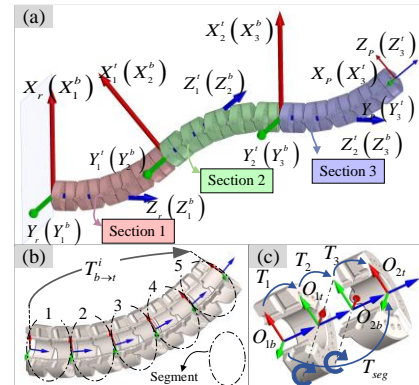 (a)
X_2^t (X_3^b)
Z_P (Z_3^t)
X_r (X_1^b)
X_1^t (X_2^b)
Z_1^t (Z_2^b)
X_P (X_3^t)
Y_1^t (Y_2^b)
Y_2^t (Y_3^b)
Y_P (Y_3^t)
Z_2^t (Z_3^b)
Section 2
Section 3
Y_r (Y_1^b)
Section 1
Z_r (Z_1^b)
(b)
T_{b→t}^i
1
2
3
4
5
Segment
(c)
T_1
T_2
T_3
O_{1b}
O_{1t}
O_{2b}
O_{2t}
T_{seg}